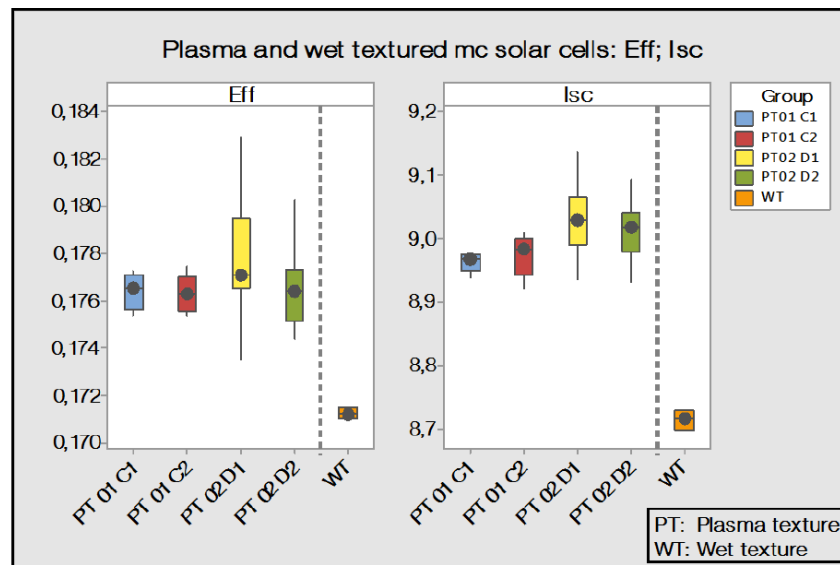 Plasma and wet textured mc solar cells: Eff; Isc
Eff
0,184
0,182
0,180
0,178
0,176
0,174
0,172
0,170
PT 01 C1
PT 01 C2
PT 02 D1
PT 02 D2
WT
Isc
9,2
9,1
9,0
8,9
8,8
8,7
PT 01 C1
PT 01 C2
PT 02 D1
PT 02 D2
WT
Group
PT01 C1
PT01 C2
PT02 D1
PT02 D2
WT
PT: Plasma texture
WT: Wet texture